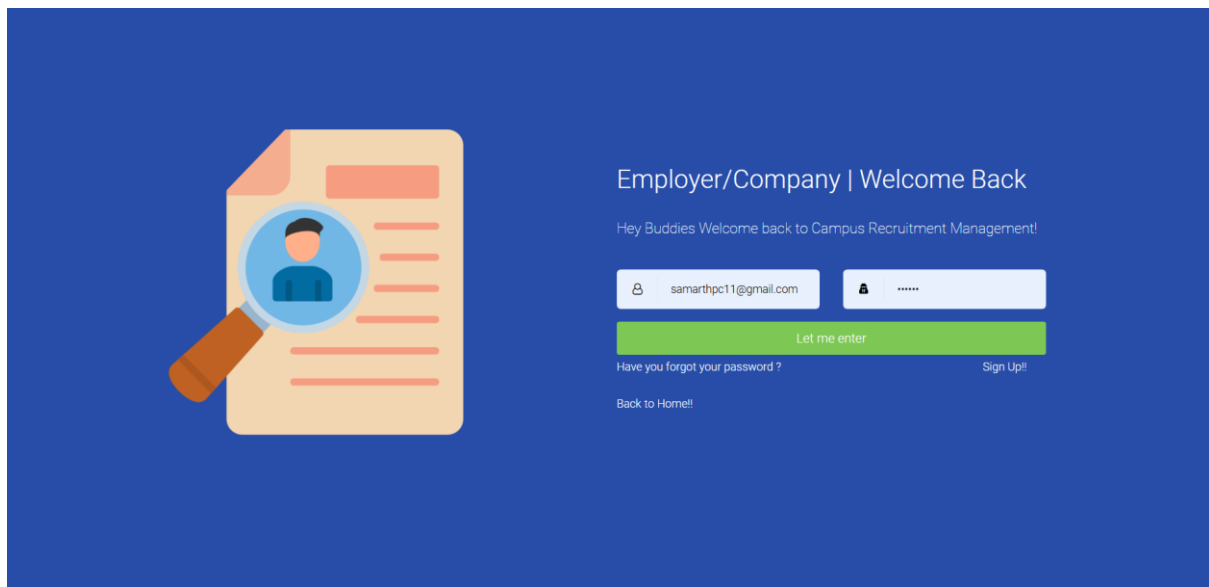 Employer/Company | Welcome Back
Hey Buddies Welcome back to Campus Recruitment Management!
samarthpc11@gmail.com ······
Let me enter
Have you forgot your password ? Sign Up!!
Back to Home!!